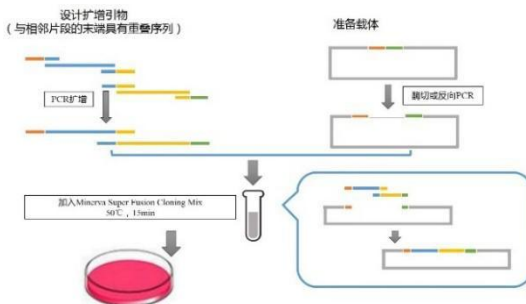 设计扩增引物
（与相邻片段的末端具有重叠序列）
准备载体
PCR扩增
酶切或反向PCR
加入Minerva Super Fusion Cloning Mix
50℃，15min